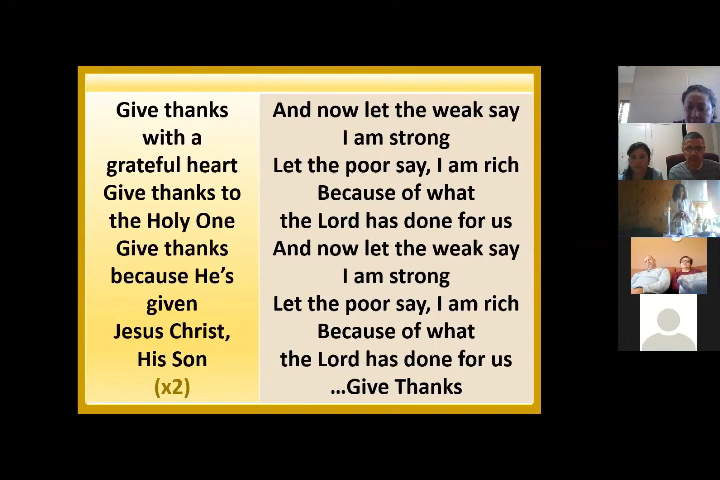 Give thanks
with a
grateful heart
Give thanks to
the Holy One
Give thanks
because He's
given
Jesus Christ,
His Son
(x2)
And now let the weak say
I am strong
Let the poor say, I am rich
Because of what
the Lord has done for us
And now let the weak say
I am strong
Let the poor say, I am rich
Because of what
the Lord has done for us
...Give Thanks